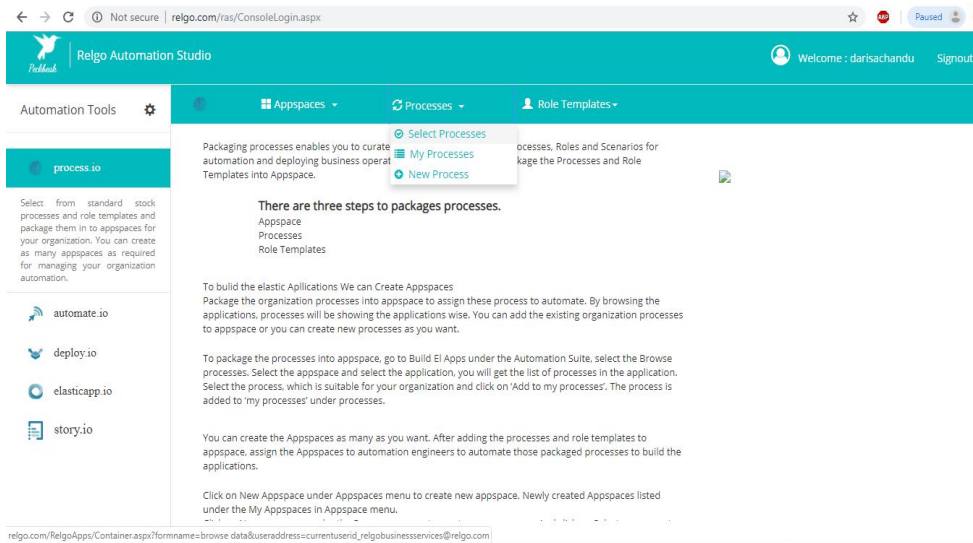 Not secure | relgo.com/ras/ConsoleLogin.aspx
ABP
Paused
Peckbeak
Relgo Automation Studio
Welcome : darisachandu
Signout
Automation Tools
Appspaces
Processes
Role Templates
Select Processes
My Processes
New Process
process.io
Select from standard stock
processes and role templates and
package them in to appspaces for
your organization. You can create
as many appspaces as required
for managing your organization
automation.
automate.io
deploy.io
elasticapp.io
story.io
Packaging processes enables you to curate ocesses, Roles and Scenarios for
automation and deploying business operat kage the Processes and Role
Templates into Appspace.
There are three steps to packages processes.
Appspace
Processes
Role Templates
To bulid the elastic Apllications We can Create Appspaces
Package the organization processes into appspace to assign these process to automate. By browsing the
applications, processes will be showing the applications wise. You can add the existing organization processes
to appspace or you can create new processes as you want.
To package the processes into appspace, go to Build El Apps under the Automation Suite, select the Browse
processes. Select the appspace and select the application, you will get the list of processes in the application.
Select the process, which is suitable for your organization and click on 'Add to my processes'. The process is
added to 'my processes' under processes.
You can create the Appspaces as many as you want. After adding the processes and role templates to
appspace, assign the Appspaces to automation engineers to automate those packaged processes to build the
applications.
Click on New Appspace under Appspaces menu to create new appspace. Newly created Appspaces listed
under the My Appspaces in Appspace menu.
relgo.com/RelgoApps/Container.aspx?formname=browse data&useraddress=currentuserid_relgobusinessservices@relgo.com